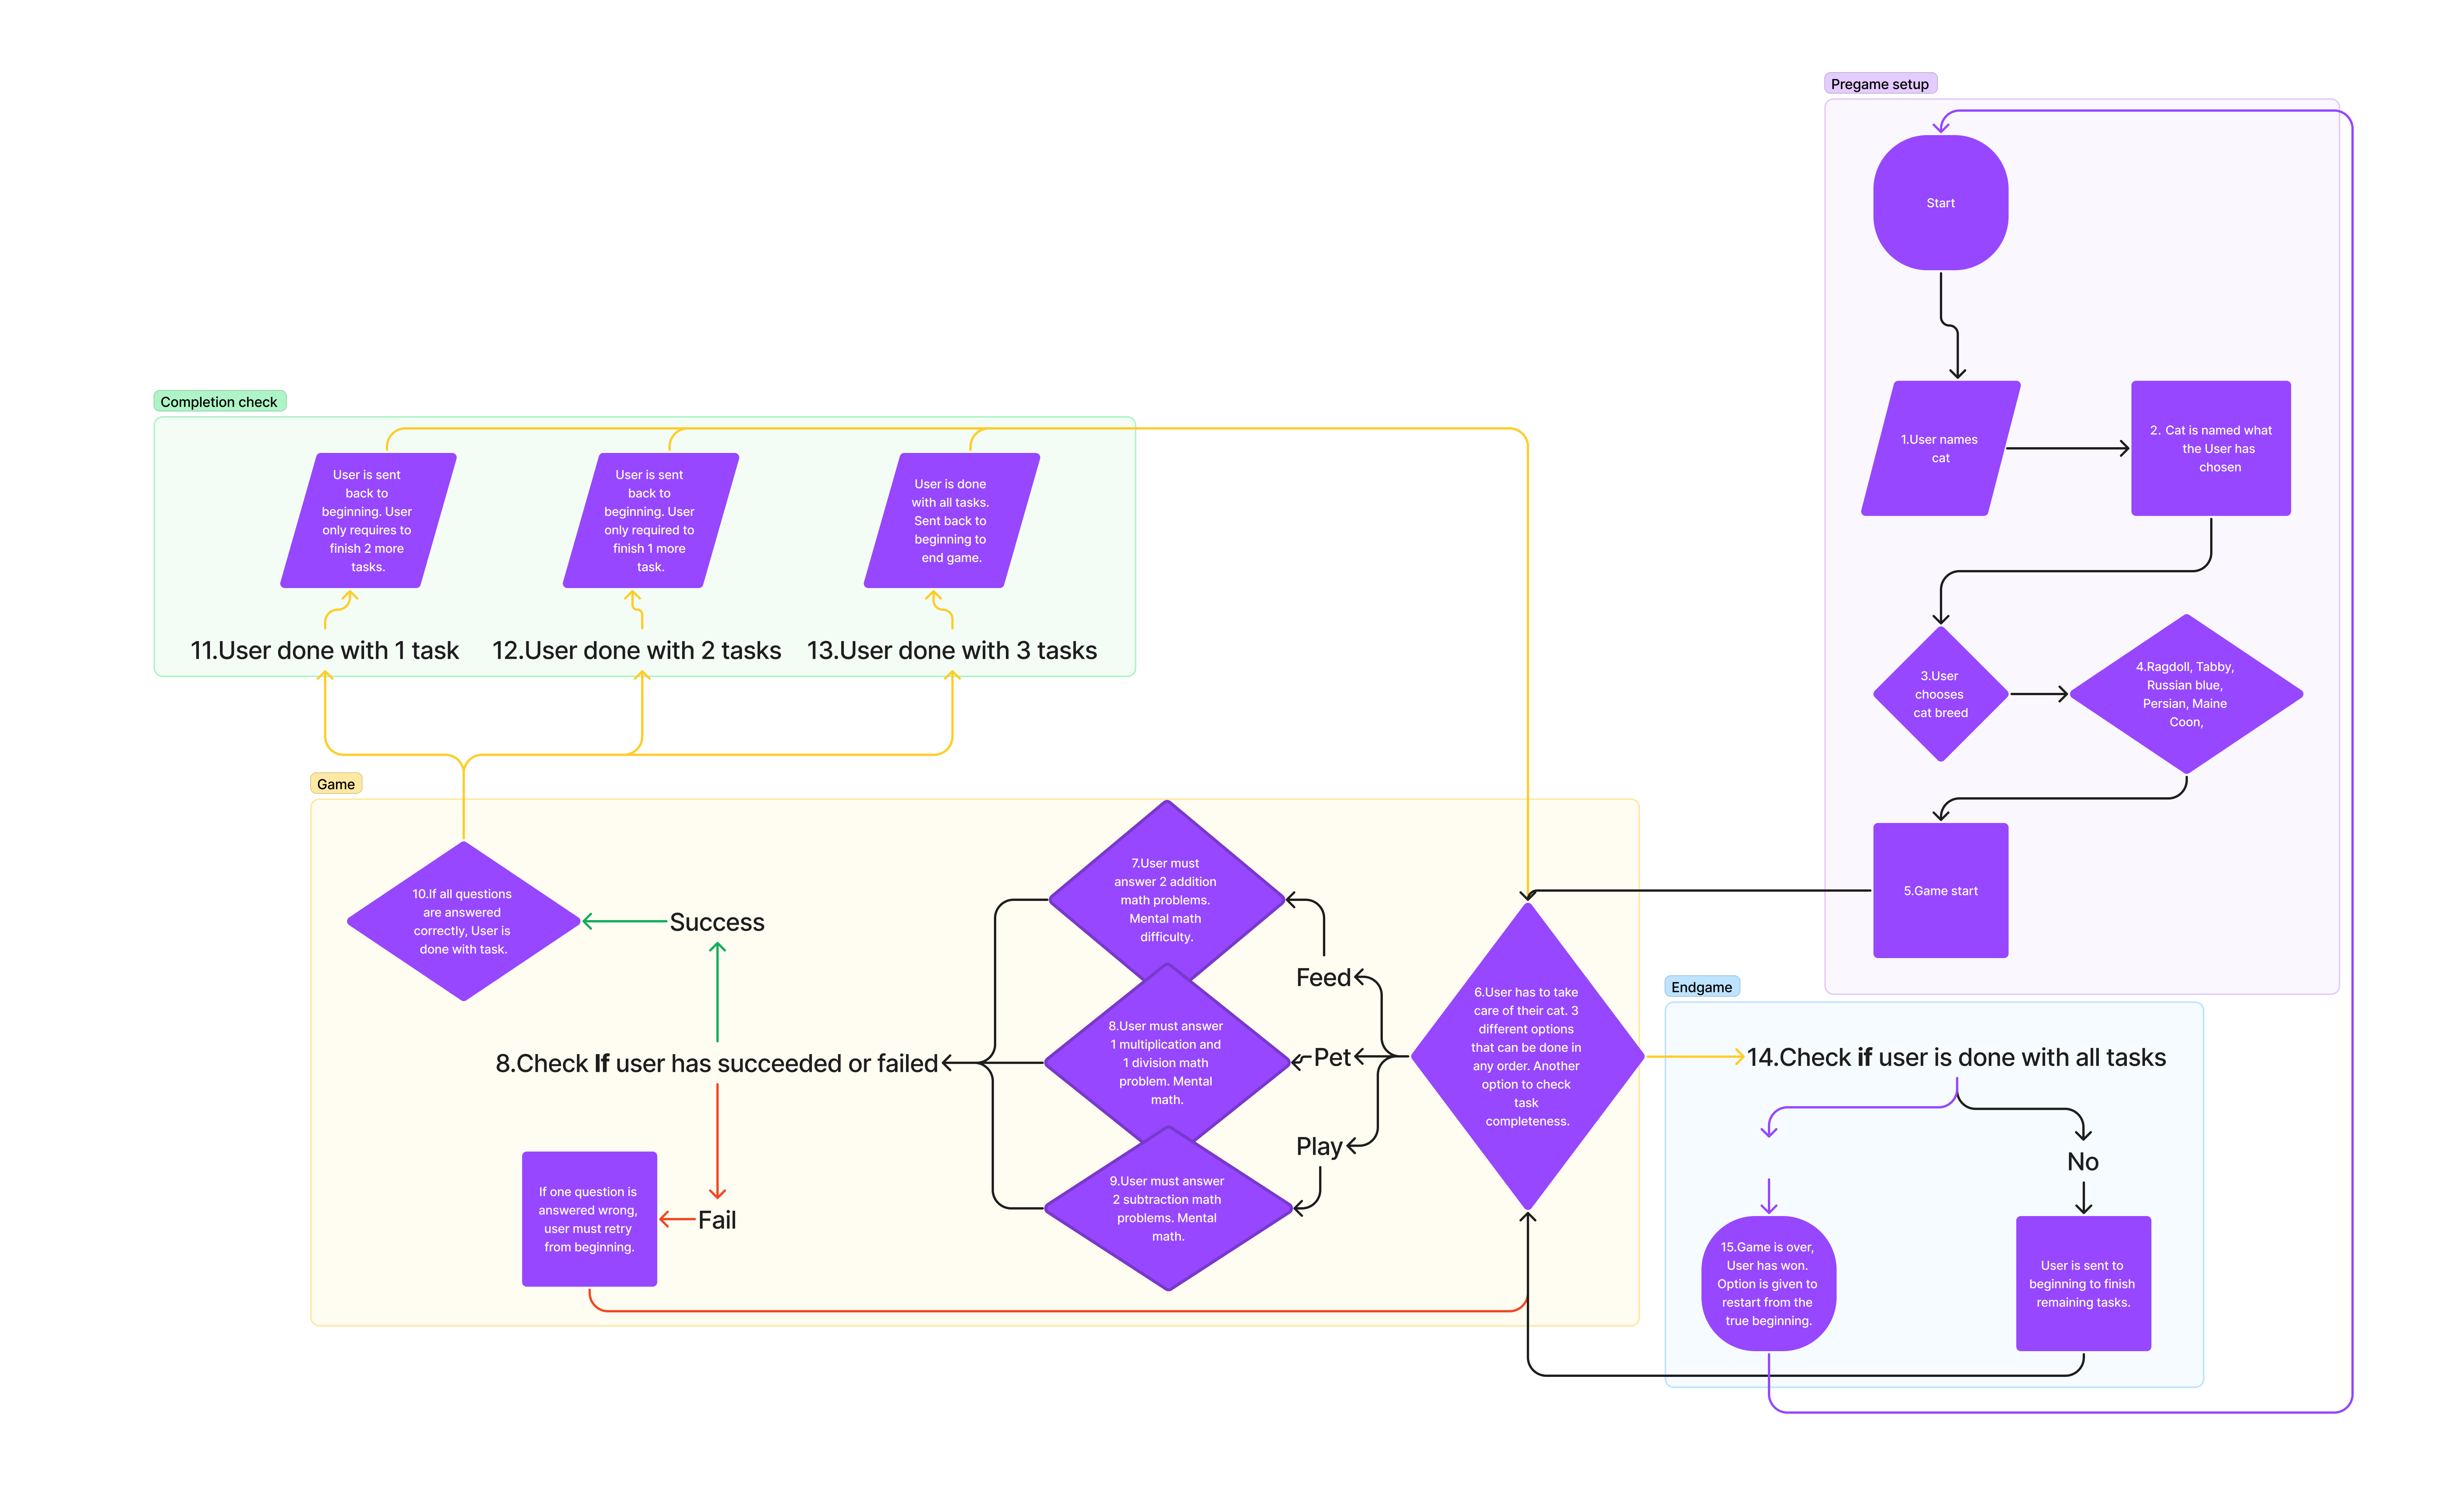 Pregame setup
Start
1.User names
cat
2. Cat is named what
the User has
chosen
3.User
chooses
cat breed
4.Ragdoll, Tabby,
Russian blue,
Persian, Maine
Coon,
5.Game start
Completion check
User is sent
back to
beginning. User
only requires to
finish 2 more
tasks.
User is sent
back to
beginning. User
only required to
finish 1 more
task.
User is done
with all tasks.
Sent back to
beginning to
end game.
11.User done with 1 task
12.User done with 2 tasks
13.User done with 3 tasks
Game
10.If all questions
are answered
correctly, User is
done with task.
Success
8.Check If user has succeeded or failed
Fail
If one question is
answered wrong,
user must retry
from beginning.
7.User must
answer 2 addition
math problems.
Mental math
difficulty.
8.User must answer
1 multiplication and
1 division math
problem. Mental
math.
9.User must answer
2 subtraction math
problems. Mental
math.
Feed
Pet
Play
6.User has to take
care of their cat. 3
different options
that can be done in
any order. Another
option to check
task
completeness.
Endgame
14.Check if user is done with all tasks
No
15.Game is over,
User has won.
Option is given to
restart from the
true beginning.
User is sent to
beginning to finish
remaining tasks.